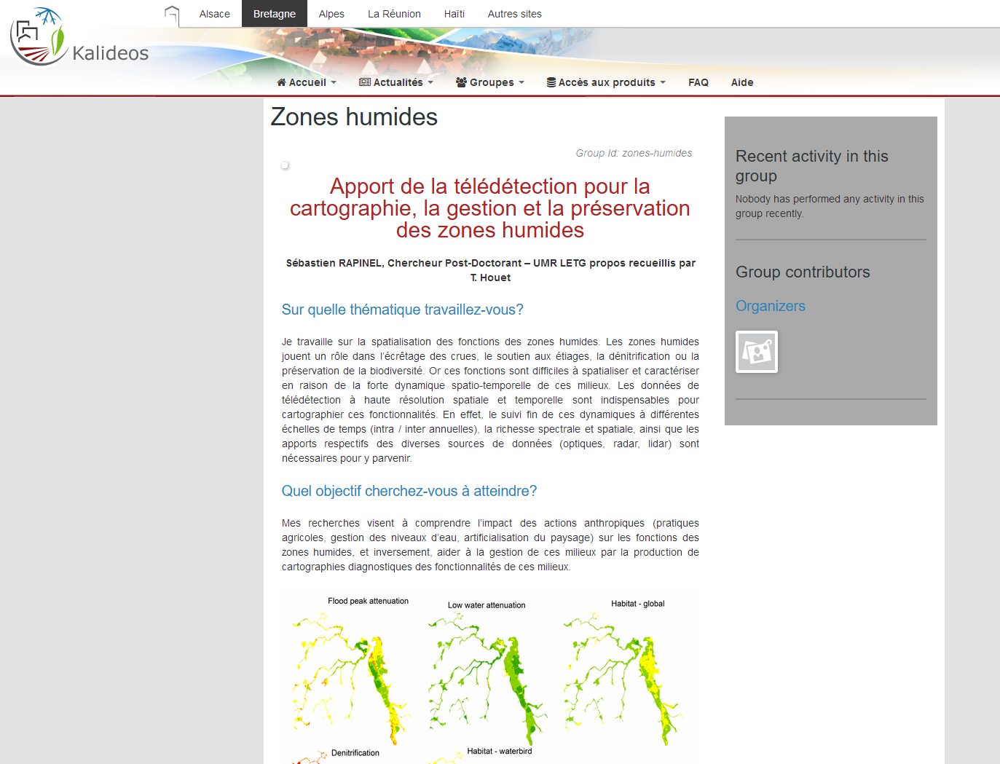 Alsace
Bretagne
Alpes
La Réunion
Haïti
Autres sites
Kalideos
Accueil
Actualités
Groupes
Accès aux produits
FAQ
Aide
Zones humides
Group Id: zones-humides
Apport de la télédétection pour la
cartographie, la gestion et la préservation
des zones humides
Sébastien RAPINEL, Chercheur Post-Doctorant – UMR LETG propos recueillis par
T. Houet
Sur quelle thématique travaillez-vous?
Je travaille sur la spatialisation des fonctions des zones humides. Les zones humides
jouent un rôle dans l’écrêtage des crues, le soutien aux étiages, la dénitrification ou la
préservation de la biodiversité. Or ces fonctions sont difficiles à spatialiser et caractériser
en raison de la forte dynamique spatio-temporelle de ces milieux. Les données de
télédétection à haute résolution spatiale et temporelle sont indispensables pour
cartographier ces fonctionnalités. En effet, le suivi fin de ces dynamiques à différentes
échelles de temps (intra / inter annuelles), la richesse spectrale et spatiale, ainsi que les
apports respectifs des diverses sources de données (optiques, radar, lidar) sont
nécessaires pour y parvenir.
Quel objectif cherchez-vous à atteindre?
Mes recherches visent à comprendre l’impact des actions anthropiques (pratiques
agricoles, gestion des niveaux d’eau, artificialisation du paysage) sur les fonctions des
zones humides, et inversement, aider à la gestion de ces milieux par la production de
cartographies diagnostiques des fonctionnalités de ces milieux.
Flood peak attenuation
Low water attenuation
Habitat - global
Denitrification
Habitat - waterbird
Recent activity in this
group
Nobody has performed any activity in this
group recently.
Group contributors
Organizers